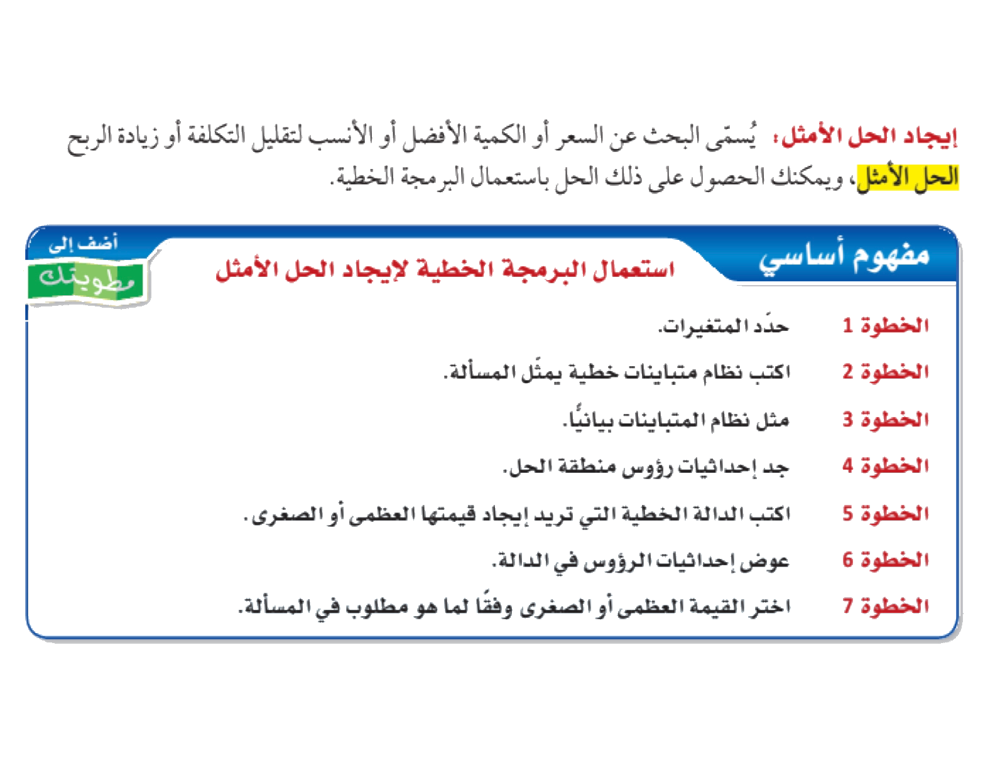 إيجاد الحل الأمثل: يُسمّى البحث عن السعر أو الكمية الأفضل أو الأنسب لتقليل التكلفة أو زيادة الربح
الحل الأمثل، ويمكنك الحصول على ذلك الحل باستعمال البرمجة الخطية.
مفهوم أساسي
استعمال البرمجة الخطية لإيجاد الحل الأمثل
أضف إلى
مطويتك
الخطوة 1 حدّد المتغيرات.
الخطوة 2 اكتب نظام متباينات خطية يمثّل المسألة.
الخطوة 3 مثل نظام المتباينات بيانيًّا.
الخطوة 4 جد إحداثيات رؤوس منطقة الحل.
الخطوة 5 اكتب الدالة الخطية التي تريد إيجاد قيمتها العظمى أو الصغرى.
الخطوة 6 عوض إحداثيات الرؤوس في الدالة.
الخطوة 7 اختر القيمة العظمى أو الصغرى وفقًا لما هو مطلوب في المسألة.